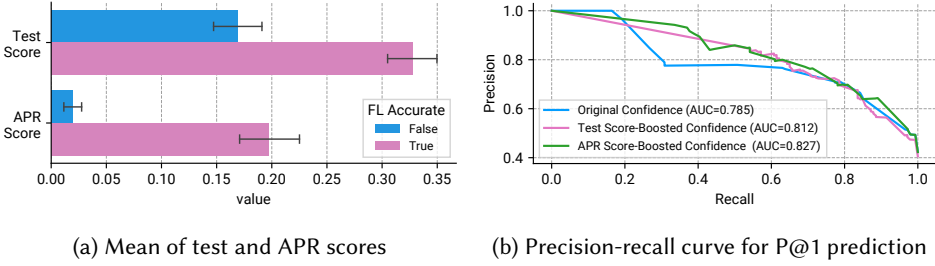 Test
Score
APR
Score
FL Accurate
False
True
0.00 0.05 0.10 0.15 0.20 0.25 0.30 0.35
value
(a) Mean of test and APR scores
Precision
1.0
0.8
0.6
0.4
Original Confidence (AUC=0.785)
Test Score-Boosted Confidence (AUC=0.812)
APR Score-Boosted Confidence (AUC=0.827)
0.0 0.2 0.4 0.6 0.8 1.0
Recall
(b) Precision-recall curve for P@1 prediction